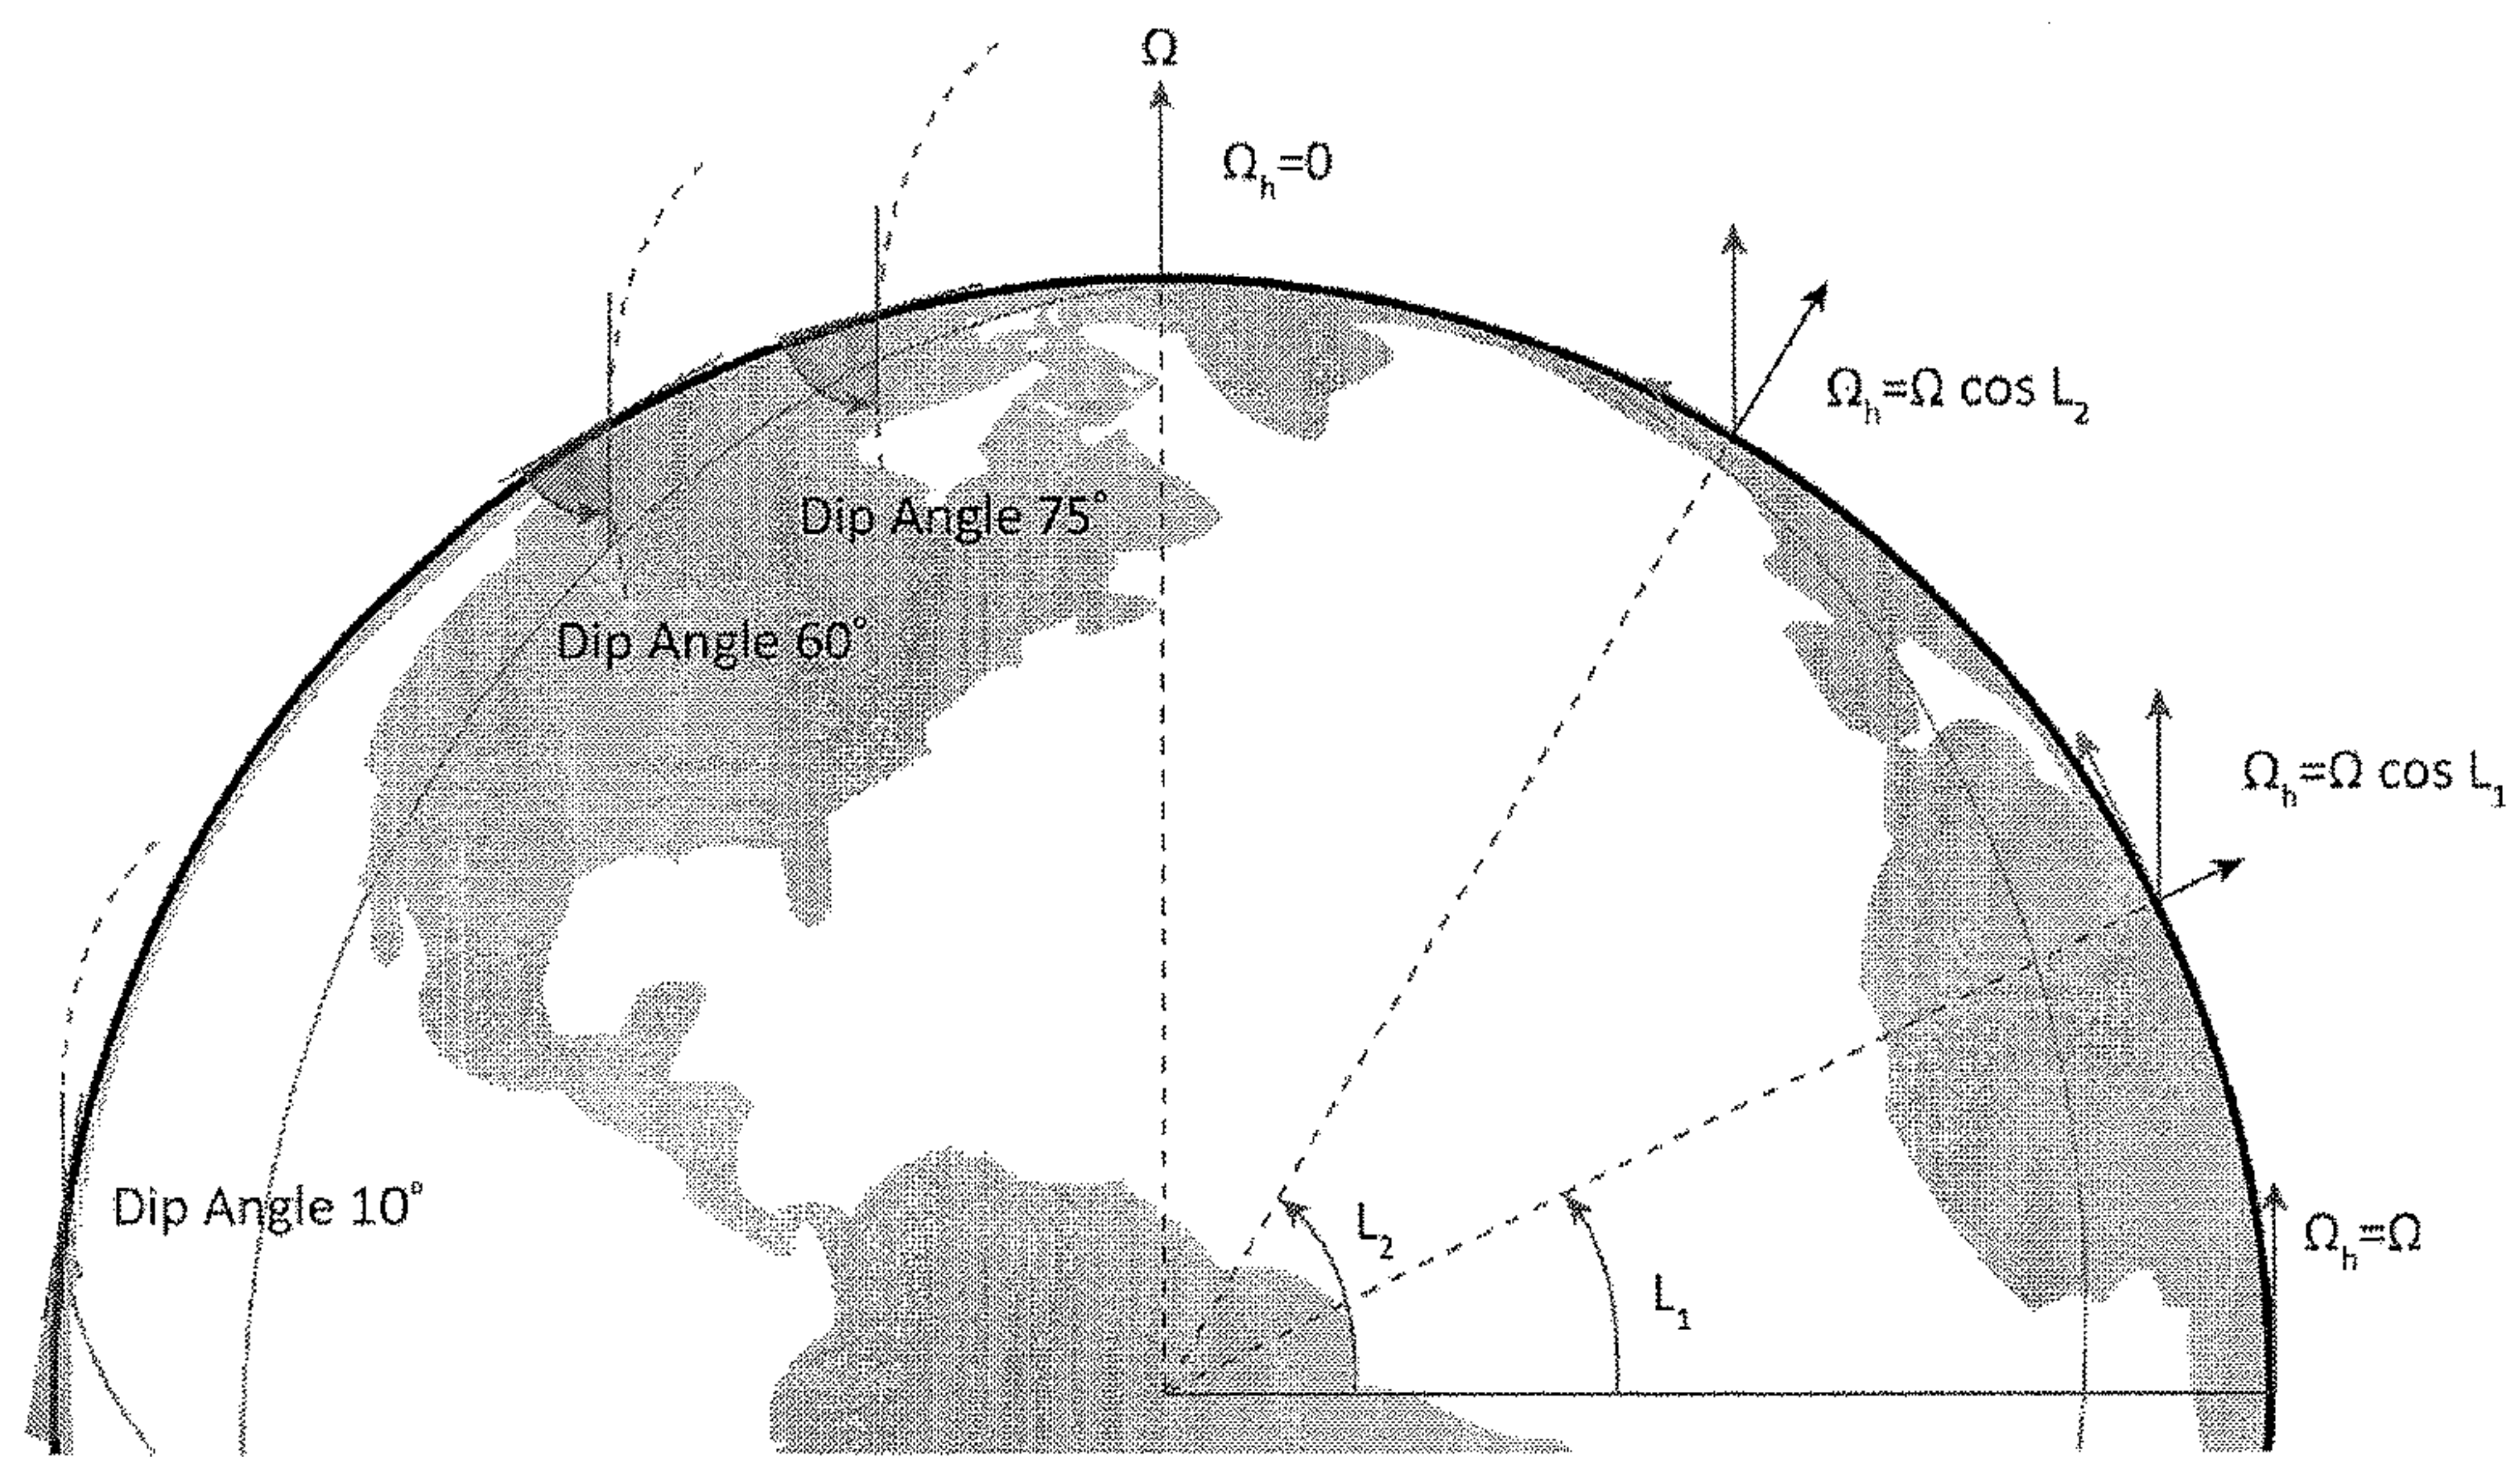 Ω
Ωh=0
Ωh=Ω cos L2
Dip Angle 75°
Dip Angle 60°
Ωh=Ω cos L1
Dip Angle 10°
L2
Ωh=Ω
L1